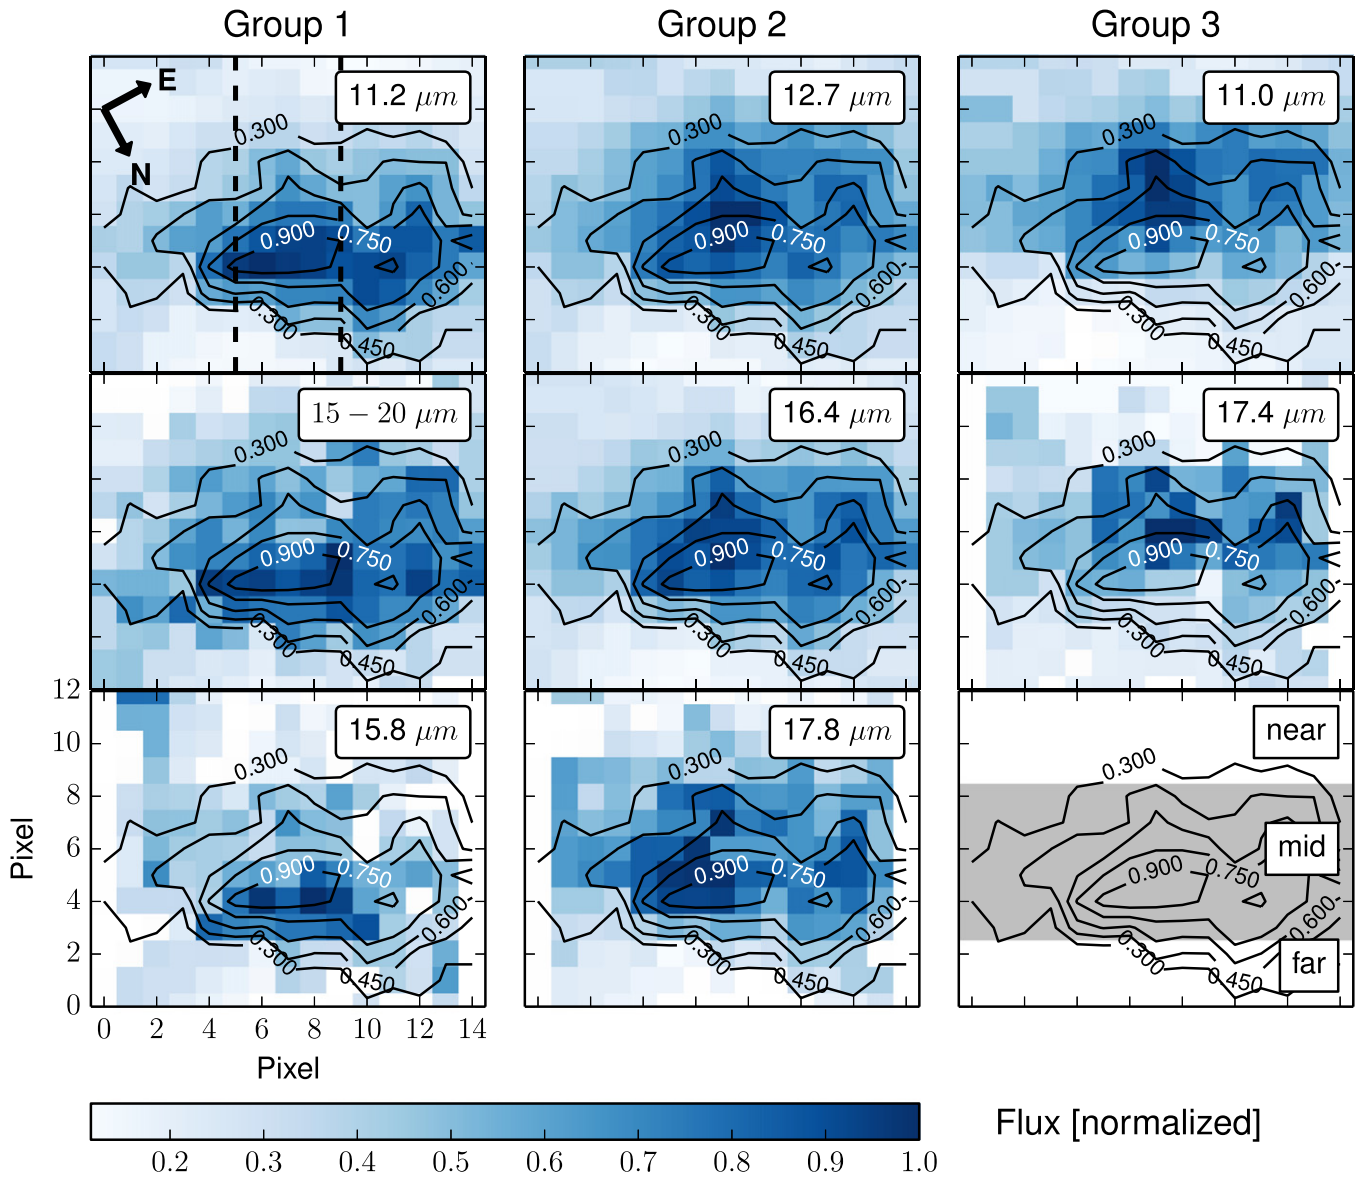 Group 1 Group 2 Group 3
E
N
11.2 μm 12.7 μm 11.0 μm
0.300 0.300 0.300
0.900 0.750 0.900 0.750 0.900 0.750
0.600 0.600 0.600
0.300 0.300 0.300
0.450 0.450 0.450
15 − 20 μm 16.4 μm 17.4 μm
0.300 0.300 0.300
0.900 0.750 0.900 0.750 0.900 0.750
0.600 0.600 0.600
0.300 0.300 0.300
0.450 0.450 0.450
15.8 μm 17.8 μm near
0.300 0.300 0.300
mid
0.900 0.750 0.900 0.750 0.900 0.750
0.600 0.600 0.600
0.300 0.300 0.300
far
0.450 0.450 0.450
12
10
8
6
4
2
0
Pixel
0 2 4 6 8 10 12 14
Pixel
0.2 0.3 0.4 0.5 0.6 0.7 0.8 0.9 1.0
Flux [normalized]